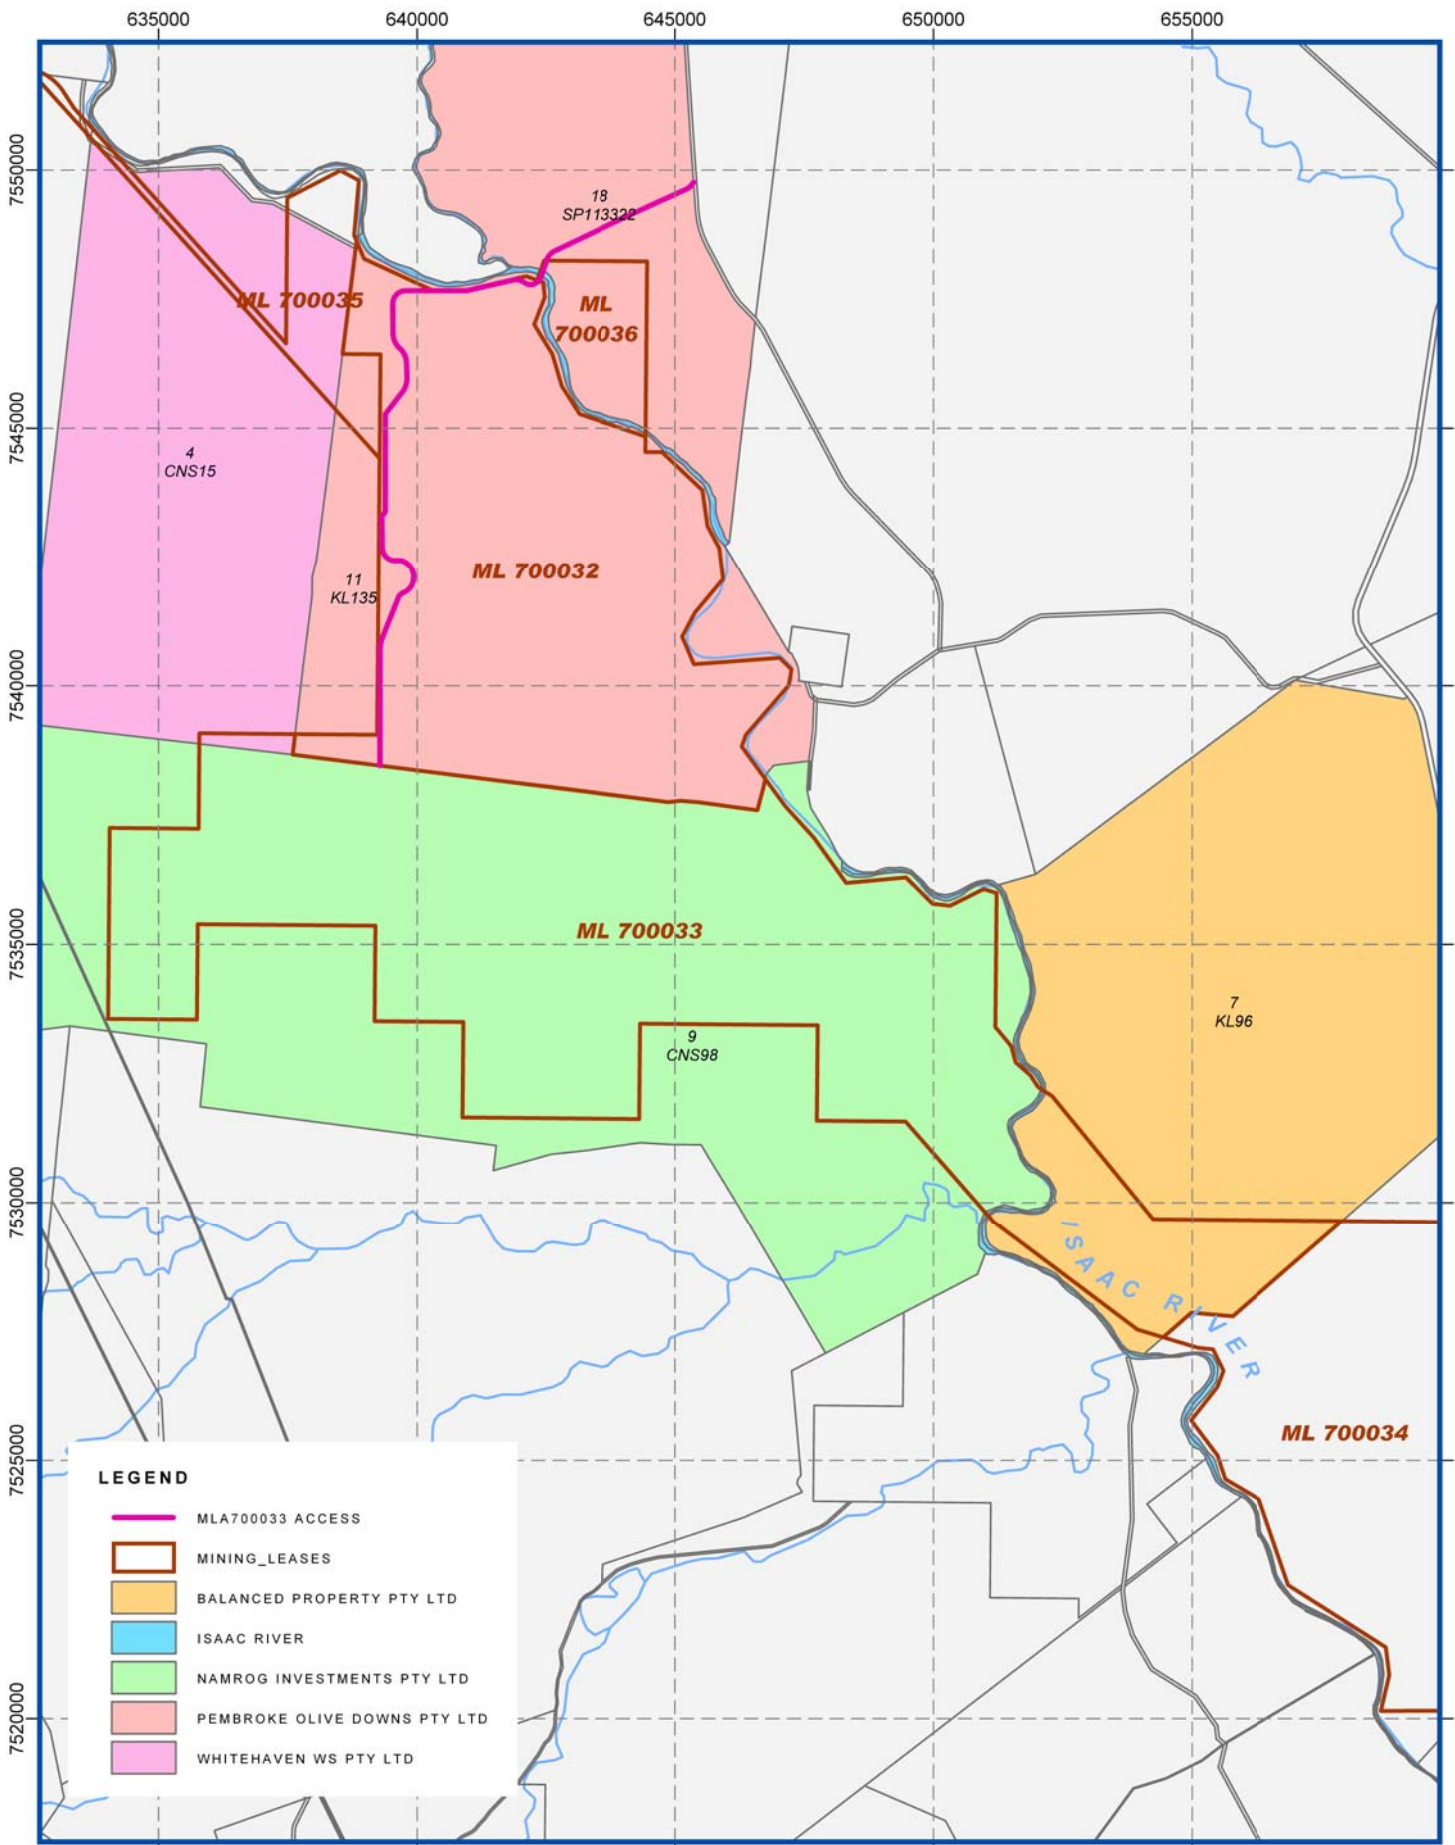 635000
640000
645000
650000
655000
7550000
7545000
7540000
7535000
7530000
7525000
7520000
18
SP113322
ML 700035
ML
700036
4
CNS15
11
KL135
ML 700032
ML 700033
7
KL96
9
CNS98
ISAAC RIVER
ML 700034
LEGEND
MLA700033 ACCESS
MINING_LEASES
BALANCED PROPERTY PTY LTD
ISAAC RIVER
NAMROG INVESTMENTS PTY LTD
PEMBROKE OLIVE DOWNS PTY LTD
WHITEHAVEN WS PTY LTD